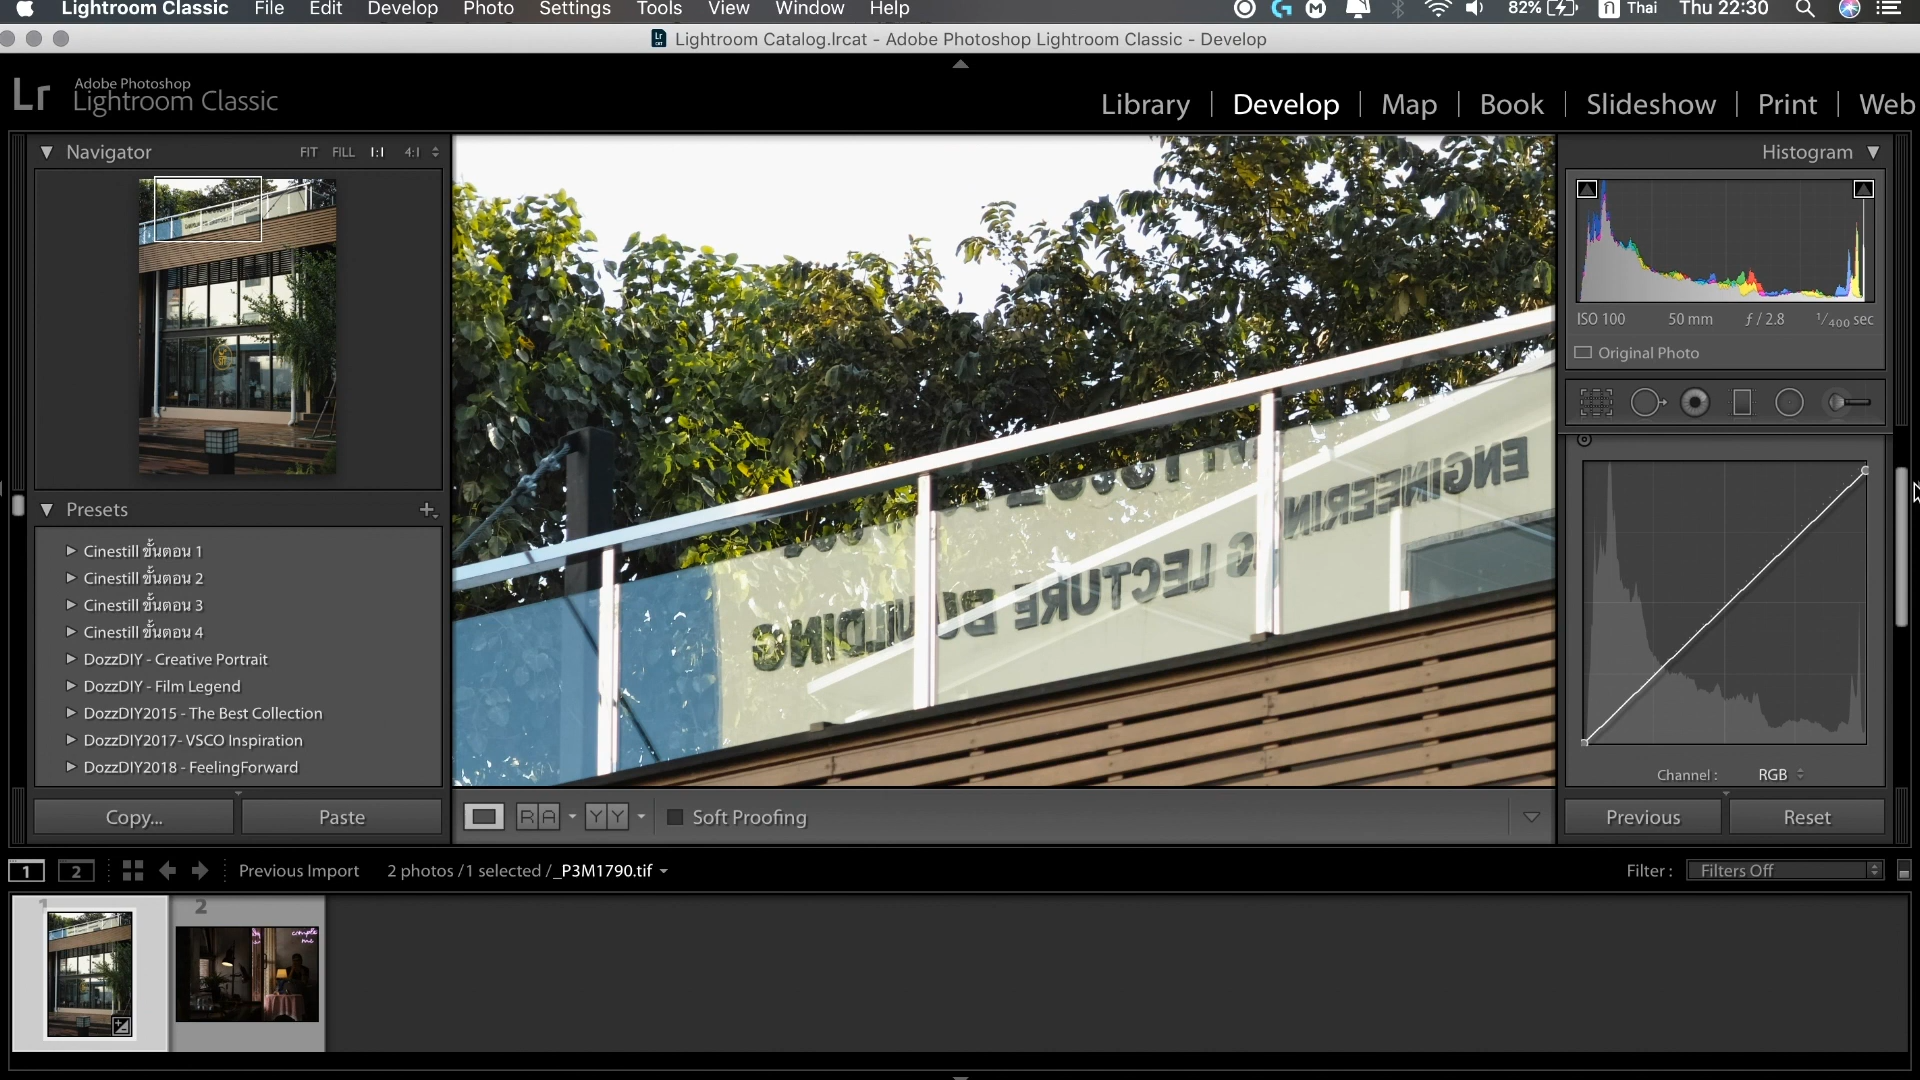 Lightroom Classic File Edit Develop Photo Settings Tools View Window Help 82% ก Thai Thu 22:30
Lightroom Catalog.lrcat - Adobe Photoshop Lightroom Classic - Develop
Lr Adobe Photoshop
Lightroom Classic
Library | Develop | Map | Book | Slideshow | Print | Web
Navigator FIT FILL 1:1 4:1
Histogram
ISO 100 50 mm ƒ / 2.8 1/400 sec
Original Photo
ENGINEERING LECTURE BUILDING
Presets +
Cinestill ขั้นตอน 1
Cinestill ขั้นตอน 2
Cinestill ขั้นตอน 3
Cinestill ขั้นตอน 4
DozzDIY - Creative Portrait
DozzDIY - Film Legend
DozzDIY2015 - The Best Collection
DozzDIY2017- VSCO Inspiration
DozzDIY2018 - FeelingForward
Channel : RGB
Copy... Paste
R A Y Y Soft Proofing
Previous Reset
1 2 Previous Import 2 photos /1 selected /_P3M1790.tif
Filter : Filters Off
1 2